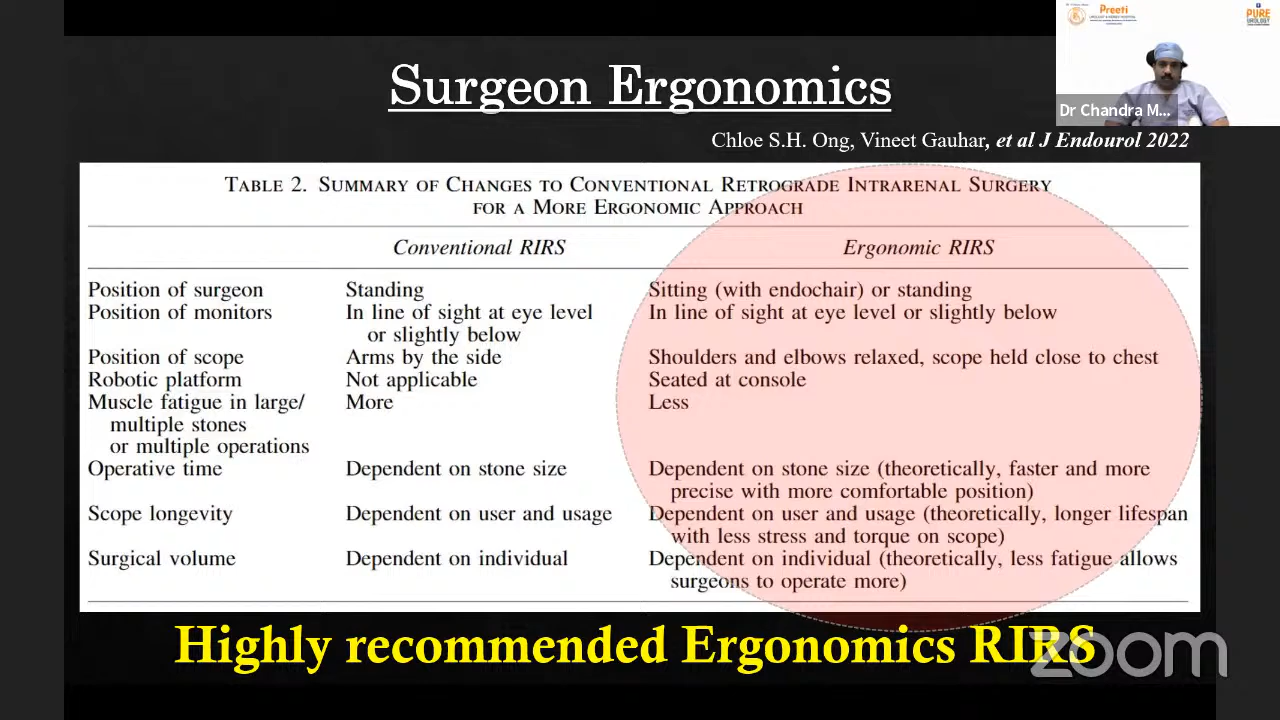 Preeti
PURE
UROLOGY
Dr Chandra M...
Surgeon Ergonomics
Chloe S.H. Ong, Vineet Gauhar, et al J Endourol 2022
TABLE 2. SUMMARY OF CHANGES TO CONVENTIONAL RETROGRADE INTRARENAL SURGERY
FOR A MORE ERGONOMIC APPROACH
Conventional RIRS Ergonomic RIRS
Position of surgeon Standing Sitting (with endochair) or standing
Position of monitors In line of sight at eye level In line of sight at eye level or slightly below
or slightly below
Position of scope Arms by the side Shoulders and elbows relaxed, scope held close to chest
Robotic platform Not applicable Seated at console
Muscle fatigue in large/ More Less
multiple stones
or multiple operations
Operative time Dependent on stone size Dependent on stone size (theoretically, faster and more
precise with more comfortable position)
Scope longevity Dependent on user and usage Dependent on user and usage (theoretically, longer lifespan
with less stress and torque on scope)
Surgical volume Dependent on individual Dependent on individual (theoretically, less fatigue allows
surgeons to operate more)
Highly recommended Ergonomics RIRS
zoom